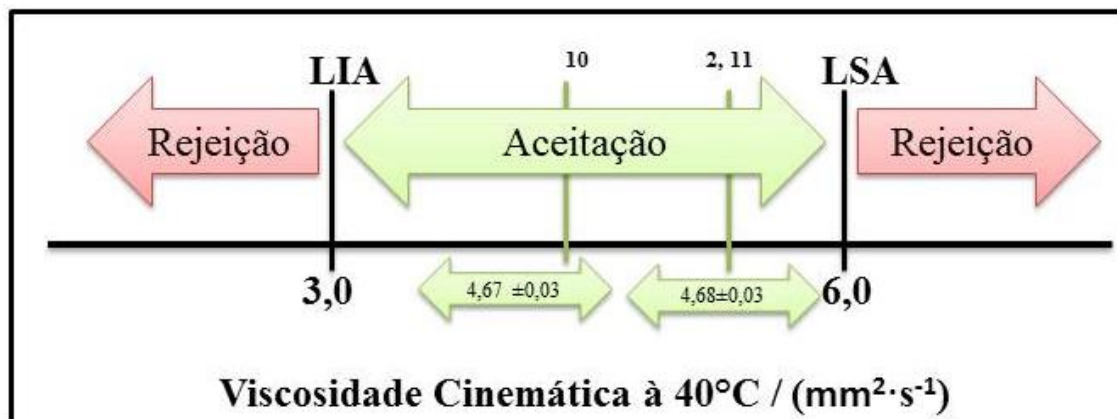 10 2, 11
LIA LSA
Rejeição Aceitação Rejeição
4,67 ±0,03 4,68±0,03
3,0 6,0
Viscosidade Cinemática à 40°C / (mm²·s⁻¹)